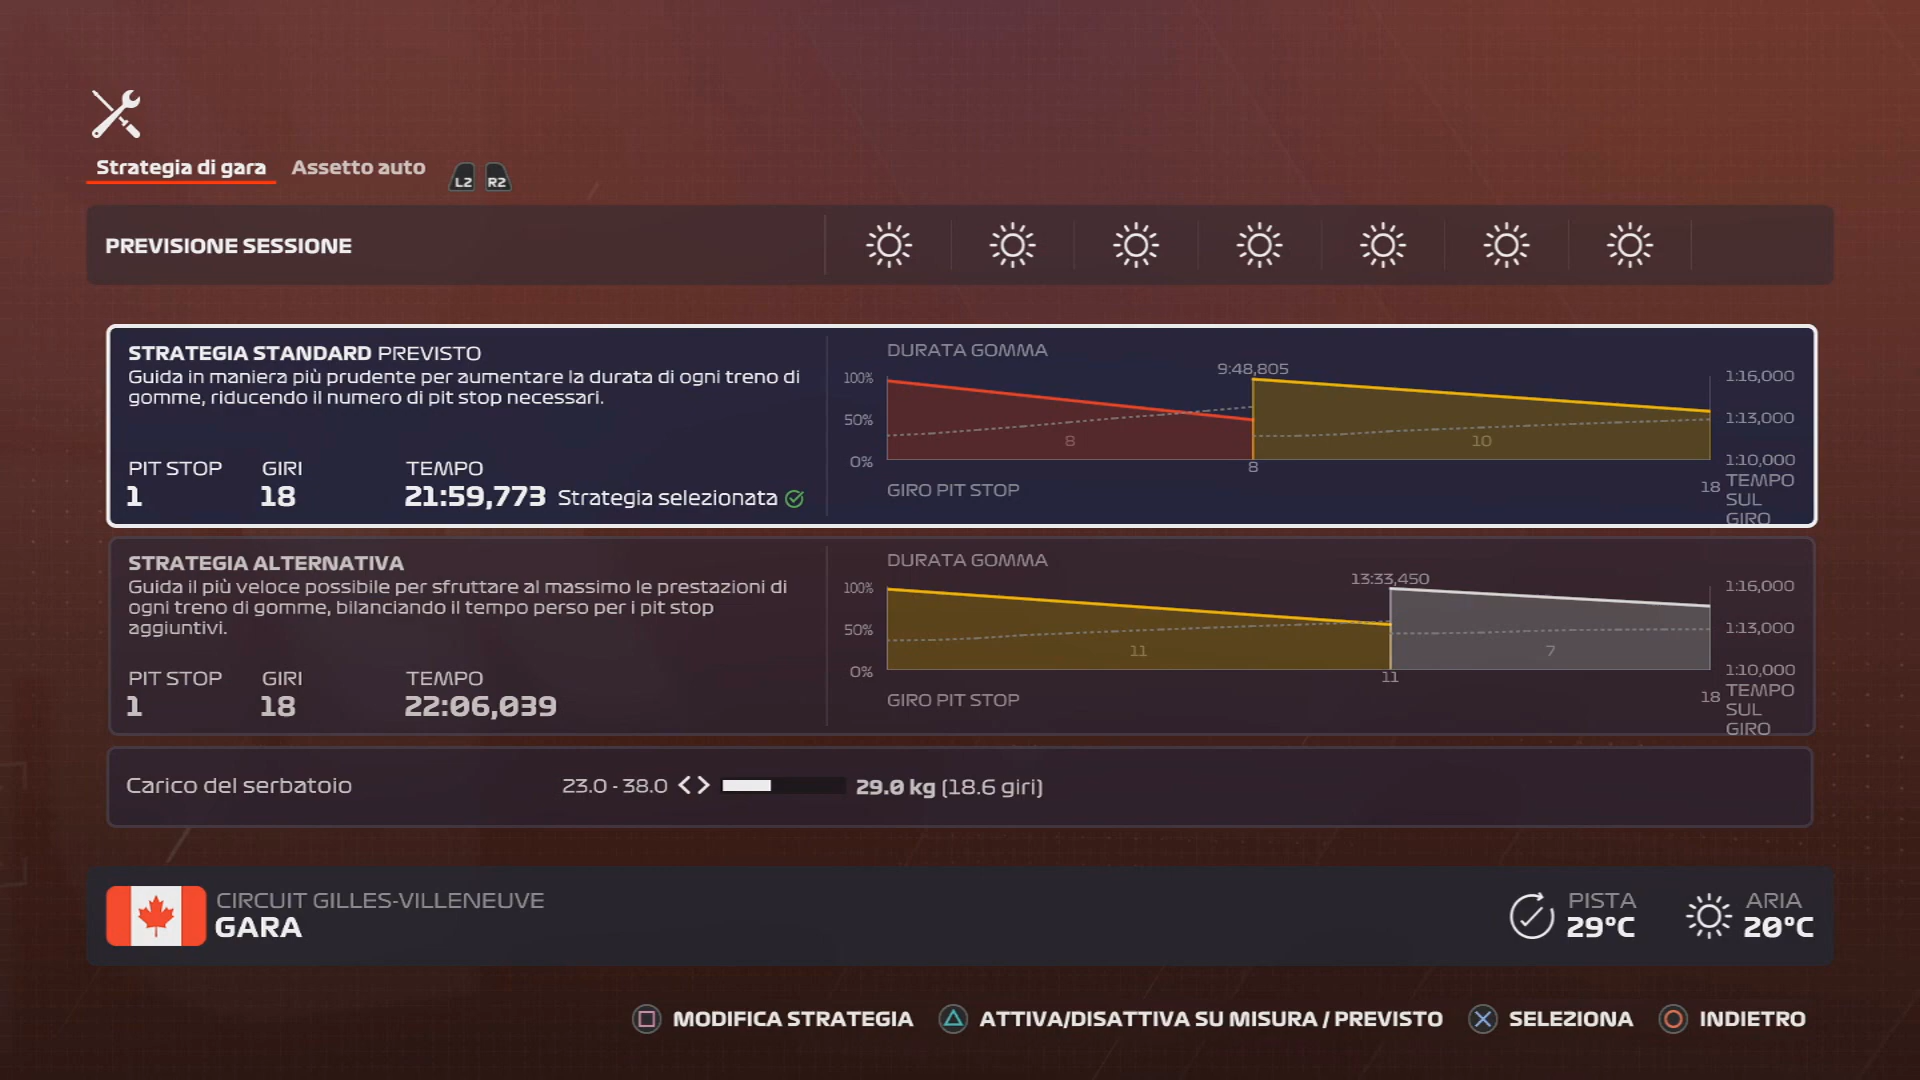 Strategia di gara
Assetto auto
L2
R2
PREVISIONE SESSIONE
STRATEGIA STANDARD PREVISTO
Guida in maniera più prudente per aumentare la durata di ogni treno di
gomme, riducendo il numero di pit stop necessari.
PIT STOP
1
GIRI
18
TEMPO
21:59,773 Strategia selezionata
DURATA GOMMA
9:48,805
100%
50%
0%
8
10
8
18
GIRO PIT STOP
1:16,000
1:13,000
1:10,000
TEMPO
SUL
GIRO
STRATEGIA ALTERNATIVA
Guida il più veloce possibile per sfruttare al massimo le prestazioni di
ogni treno di gomme, bilanciando il tempo perso per i pit stop
aggiuntivi.
PIT STOP
1
GIRI
18
TEMPO
22:06,039
DURATA GOMMA
13:33,450
100%
50%
0%
11
7
11
18
GIRO PIT STOP
1:16,000
1:13,000
1:10,000
TEMPO
SUL
GIRO
Carico del serbatoio
23.0 - 38.0
29.0 kg (18.6 giri)
CIRCUIT GILLES-VILLENEUVE
GARA
PISTA
29°C
ARIA
20°C
MODIFICA STRATEGIA
ATTIVA/DISATTIVA SU MISURA / PREVISTO
SELEZIONA
INDIETRO